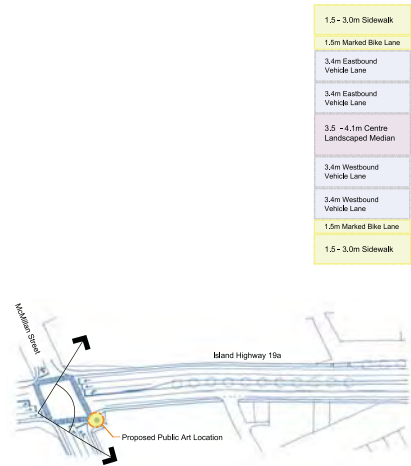 1.5 - 3.0m Sidewalk
1.5m Marked Bike Lane
3.4m Eastbound
Vehicle Lane
3.4m Eastbound
Vehicle Lane
3.5 - 4.1m Centre
Landscaped Median
3.4m Westbound
Vehicle Lane
3.4m Westbound
Vehicle Lane
1.5m Marked Bike Lane
1.5 - 3.0m Sidewalk
McMillan Street
Island Highway 19a
Proposed Public Art Location